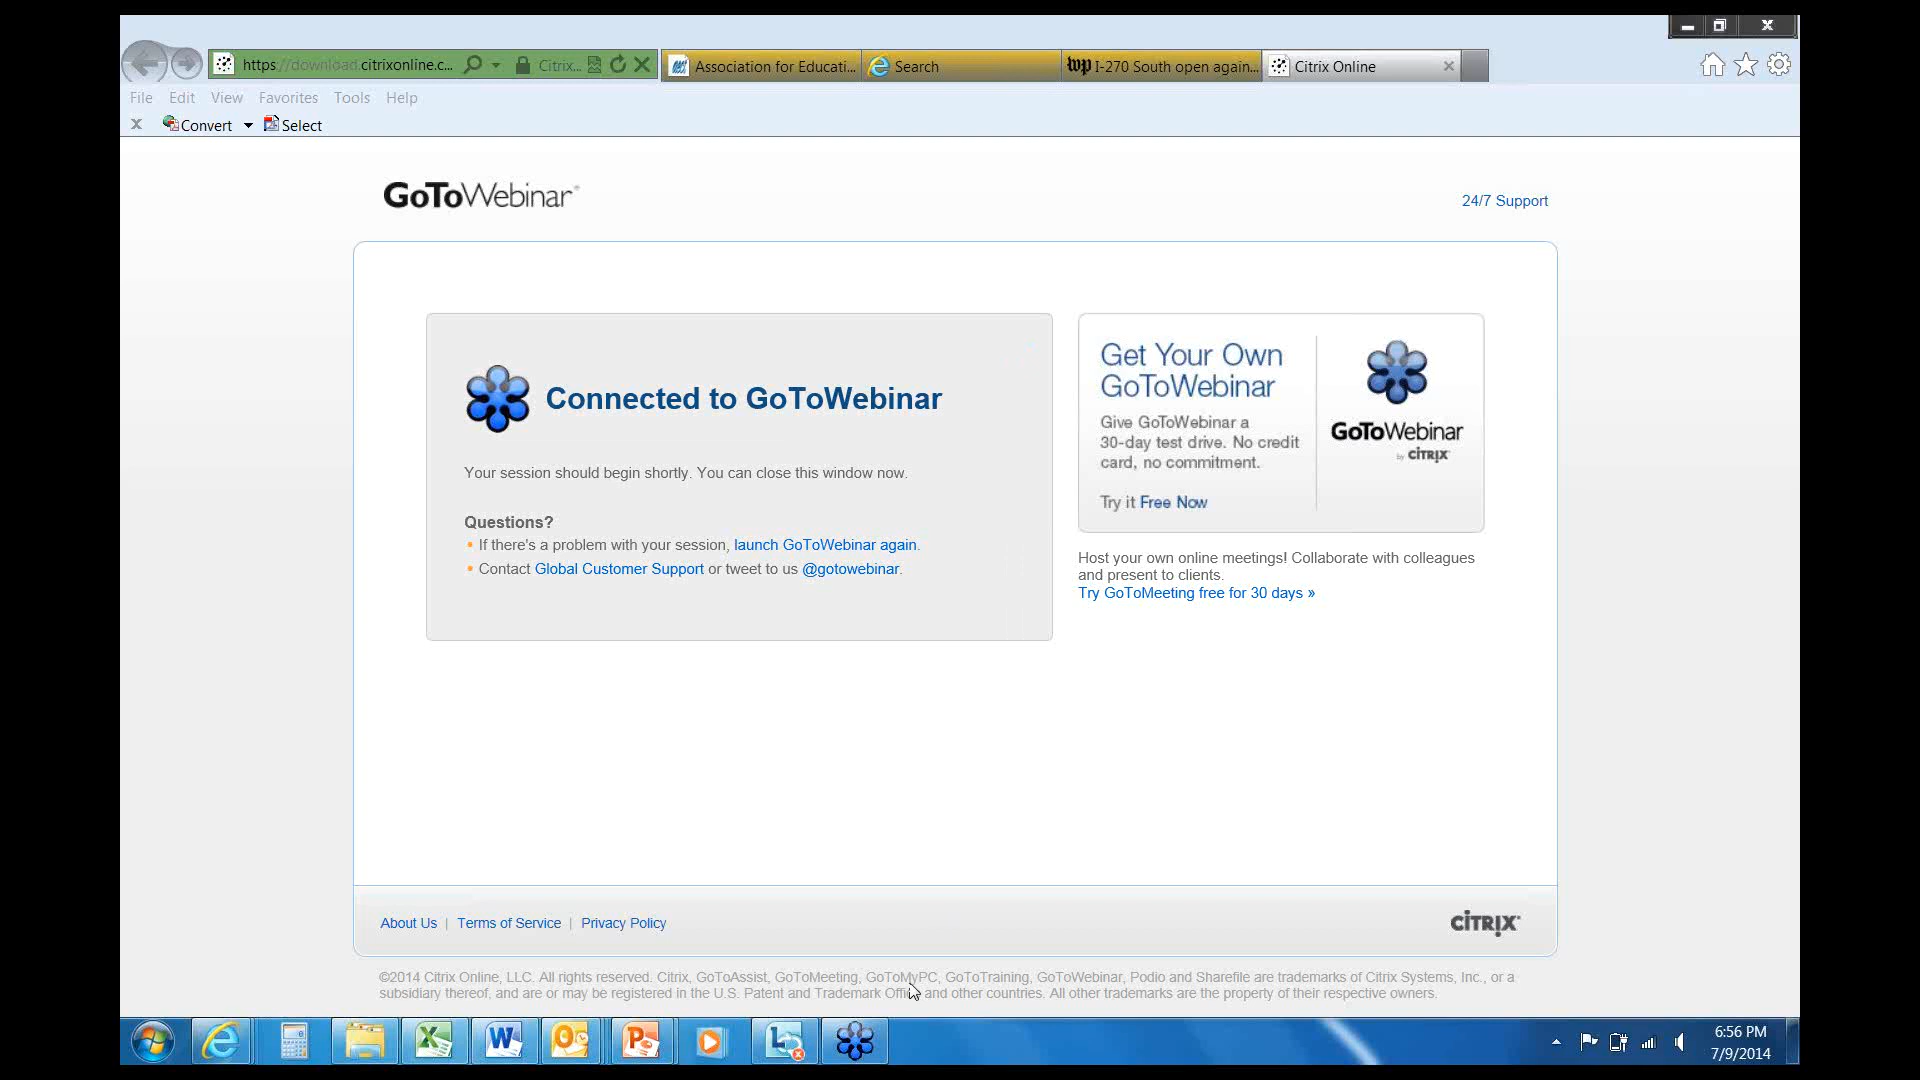 https://download.citrixonline.c... Citrix... Association for Educati... Search wp I-270 South open again... Citrix Online
File Edit View Favorites Tools Help
x Convert Select
GoToWebinar
24/7 Support
Connected to GoToWebinar
Your session should begin shortly. You can close this window now.
Questions?
• If there's a problem with your session, launch GoToWebinar again.
• Contact Global Customer Support or tweet to us @gotowebinar.
Get Your Own
GoToWebinar
Give GoToWebinar a
30-day test drive. No credit
card, no commitment.
Try it Free Now
GoToWebinar
by CITRIX
Host your own online meetings! Collaborate with colleagues
and present to clients.
Try GoToMeeting free for 30 days »
About Us | Terms of Service | Privacy Policy
CITRIX
©2014 Citrix Online, LLC. All rights reserved. Citrix, GoToAssist, GoToMeeting, GoToMyPC, GoToTraining, GoToWebinar, Podio and Sharefile are trademarks of Citrix Systems, Inc., or a
subsidiary thereof, and are or may be registered in the U.S. Patent and Trademark Office and other countries. All other trademarks are the property of their respective owners.
6:56 PM
7/9/2014